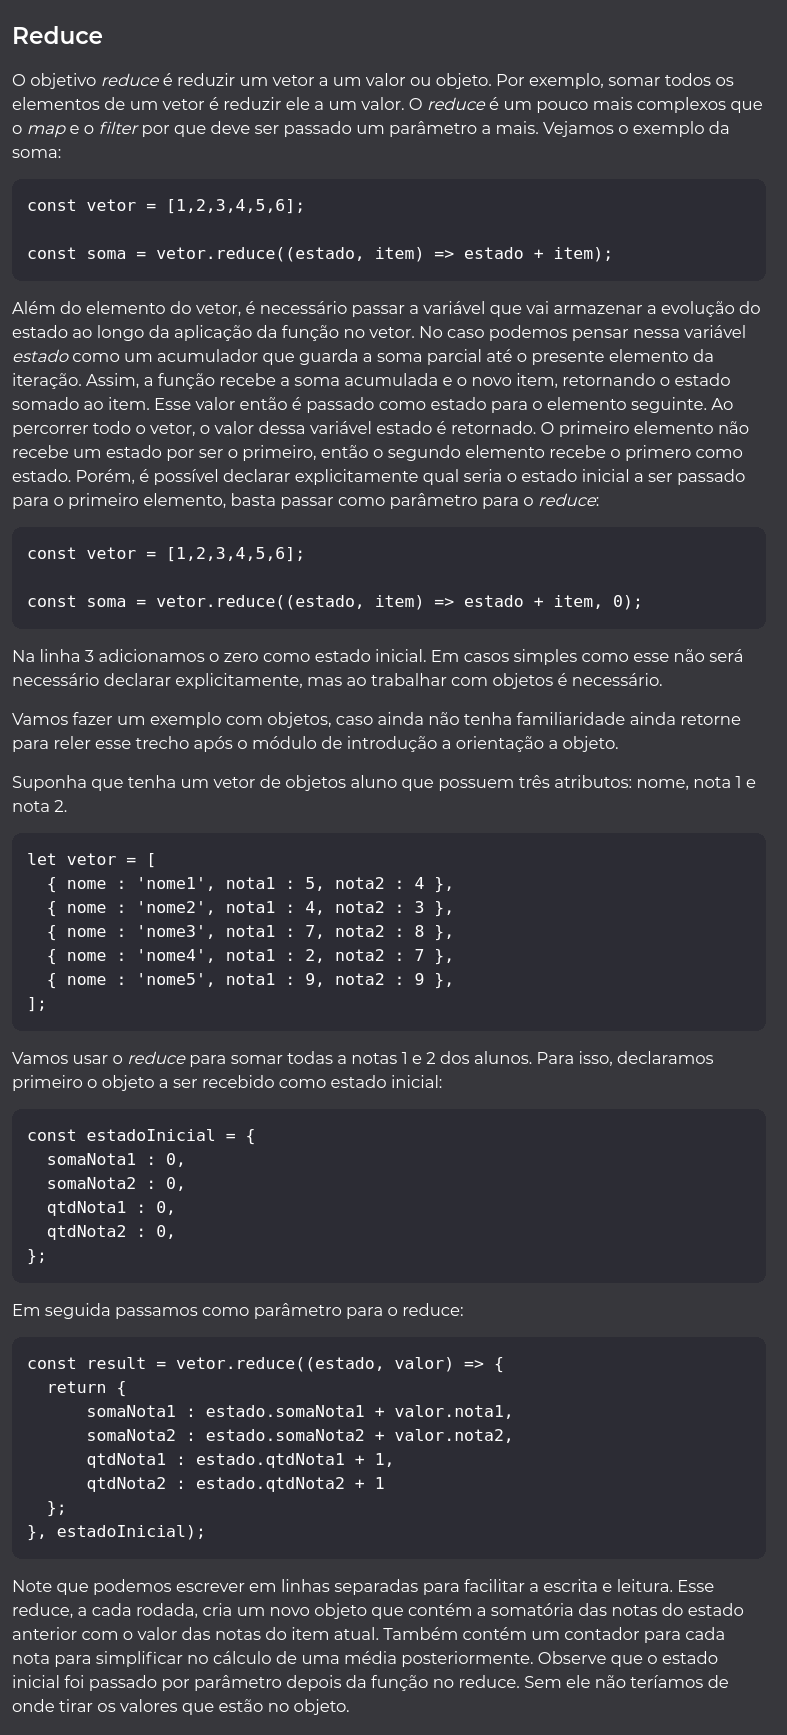 Reduce
O objetivo reduce é reduzir um vetor a um valor ou objeto. Por exemplo, somar todos os
elementos de um vetor é reduzir ele a um valor. O reduce é um pouco mais complexos que
o map e o filter por que deve ser passado um parâmetro a mais. Vejamos o exemplo da
soma:
const vetor = [1,2,3,4,5,6];
const soma = vetor.reduce((estado, item) => estado + item);
Além do elemento do vetor, é necessário passar a variável que vai armazenar a evolução do
estado ao longo da aplicação da função no vetor. No caso podemos pensar nessa variável
estado como um acumulador que guarda a soma parcial até o presente elemento da
iteração. Assim, a função recebe a soma acumulada e o novo item, retornando o estado
somado ao item. Esse valor então é passado como estado para o elemento seguinte. Ao
percorrer todo o vetor, o valor dessa variável estado é retornado. O primeiro elemento não
recebe um estado por ser o primeiro, então o segundo elemento recebe o primero como
estado. Porém, é possível declarar explicitamente qual seria o estado inicial a ser passado
para o primeiro elemento, basta passar como parâmetro para o reduce:
const vetor = [1,2,3,4,5,6];
const soma = vetor.reduce((estado, item) => estado + item, 0);
Na linha 3 adicionamos o zero como estado inicial. Em casos simples como esse não será
necessário declarar explicitamente, mas ao trabalhar com objetos é necessário.
Vamos fazer um exemplo com objetos, caso ainda não tenha familiaridade ainda retorne
para reler esse trecho após o módulo de introdução a orientação a objeto.
Suponha que tenha um vetor de objetos aluno que possuem três atributos: nome, nota 1 e
nota 2.
let vetor = [
  { nome : 'nome1', nota1 : 5, nota2 : 4 },
  { nome : 'nome2', nota1 : 4, nota2 : 3 },
  { nome : 'nome3', nota1 : 7, nota2 : 8 },
  { nome : 'nome4', nota1 : 2, nota2 : 7 },
  { nome : 'nome5', nota1 : 9, nota2 : 9 },
];
Vamos usar o reduce para somar todas a notas 1 e 2 dos alunos. Para isso, declaramos
primeiro o objeto a ser recebido como estado inicial:
const estadoInicial = {
  somaNota1 : 0,
  somaNota2 : 0,
  qtdNota1 : 0,
  qtdNota2 : 0,
};
Em seguida passamos como parâmetro para o reduce:
const result = vetor.reduce((estado, valor) => {
  return {
      somaNota1 : estado.somaNota1 + valor.nota1,
      somaNota2 : estado.somaNota2 + valor.nota2,
      qtdNota1 : estado.qtdNota1 + 1,
      qtdNota2 : estado.qtdNota2 + 1
  };
}, estadoInicial);
Note que podemos escrever em linhas separadas para facilitar a escrita e leitura. Esse
reduce, a cada rodada, cria um novo objeto que contém a somatória das notas do estado
anterior com o valor das notas do item atual. Também contém um contador para cada
nota para simplificar no cálculo de uma média posteriormente. Observe que o estado
inicial foi passado por parâmetro depois da função no reduce. Sem ele não teríamos de
onde tirar os valores que estão no objeto.